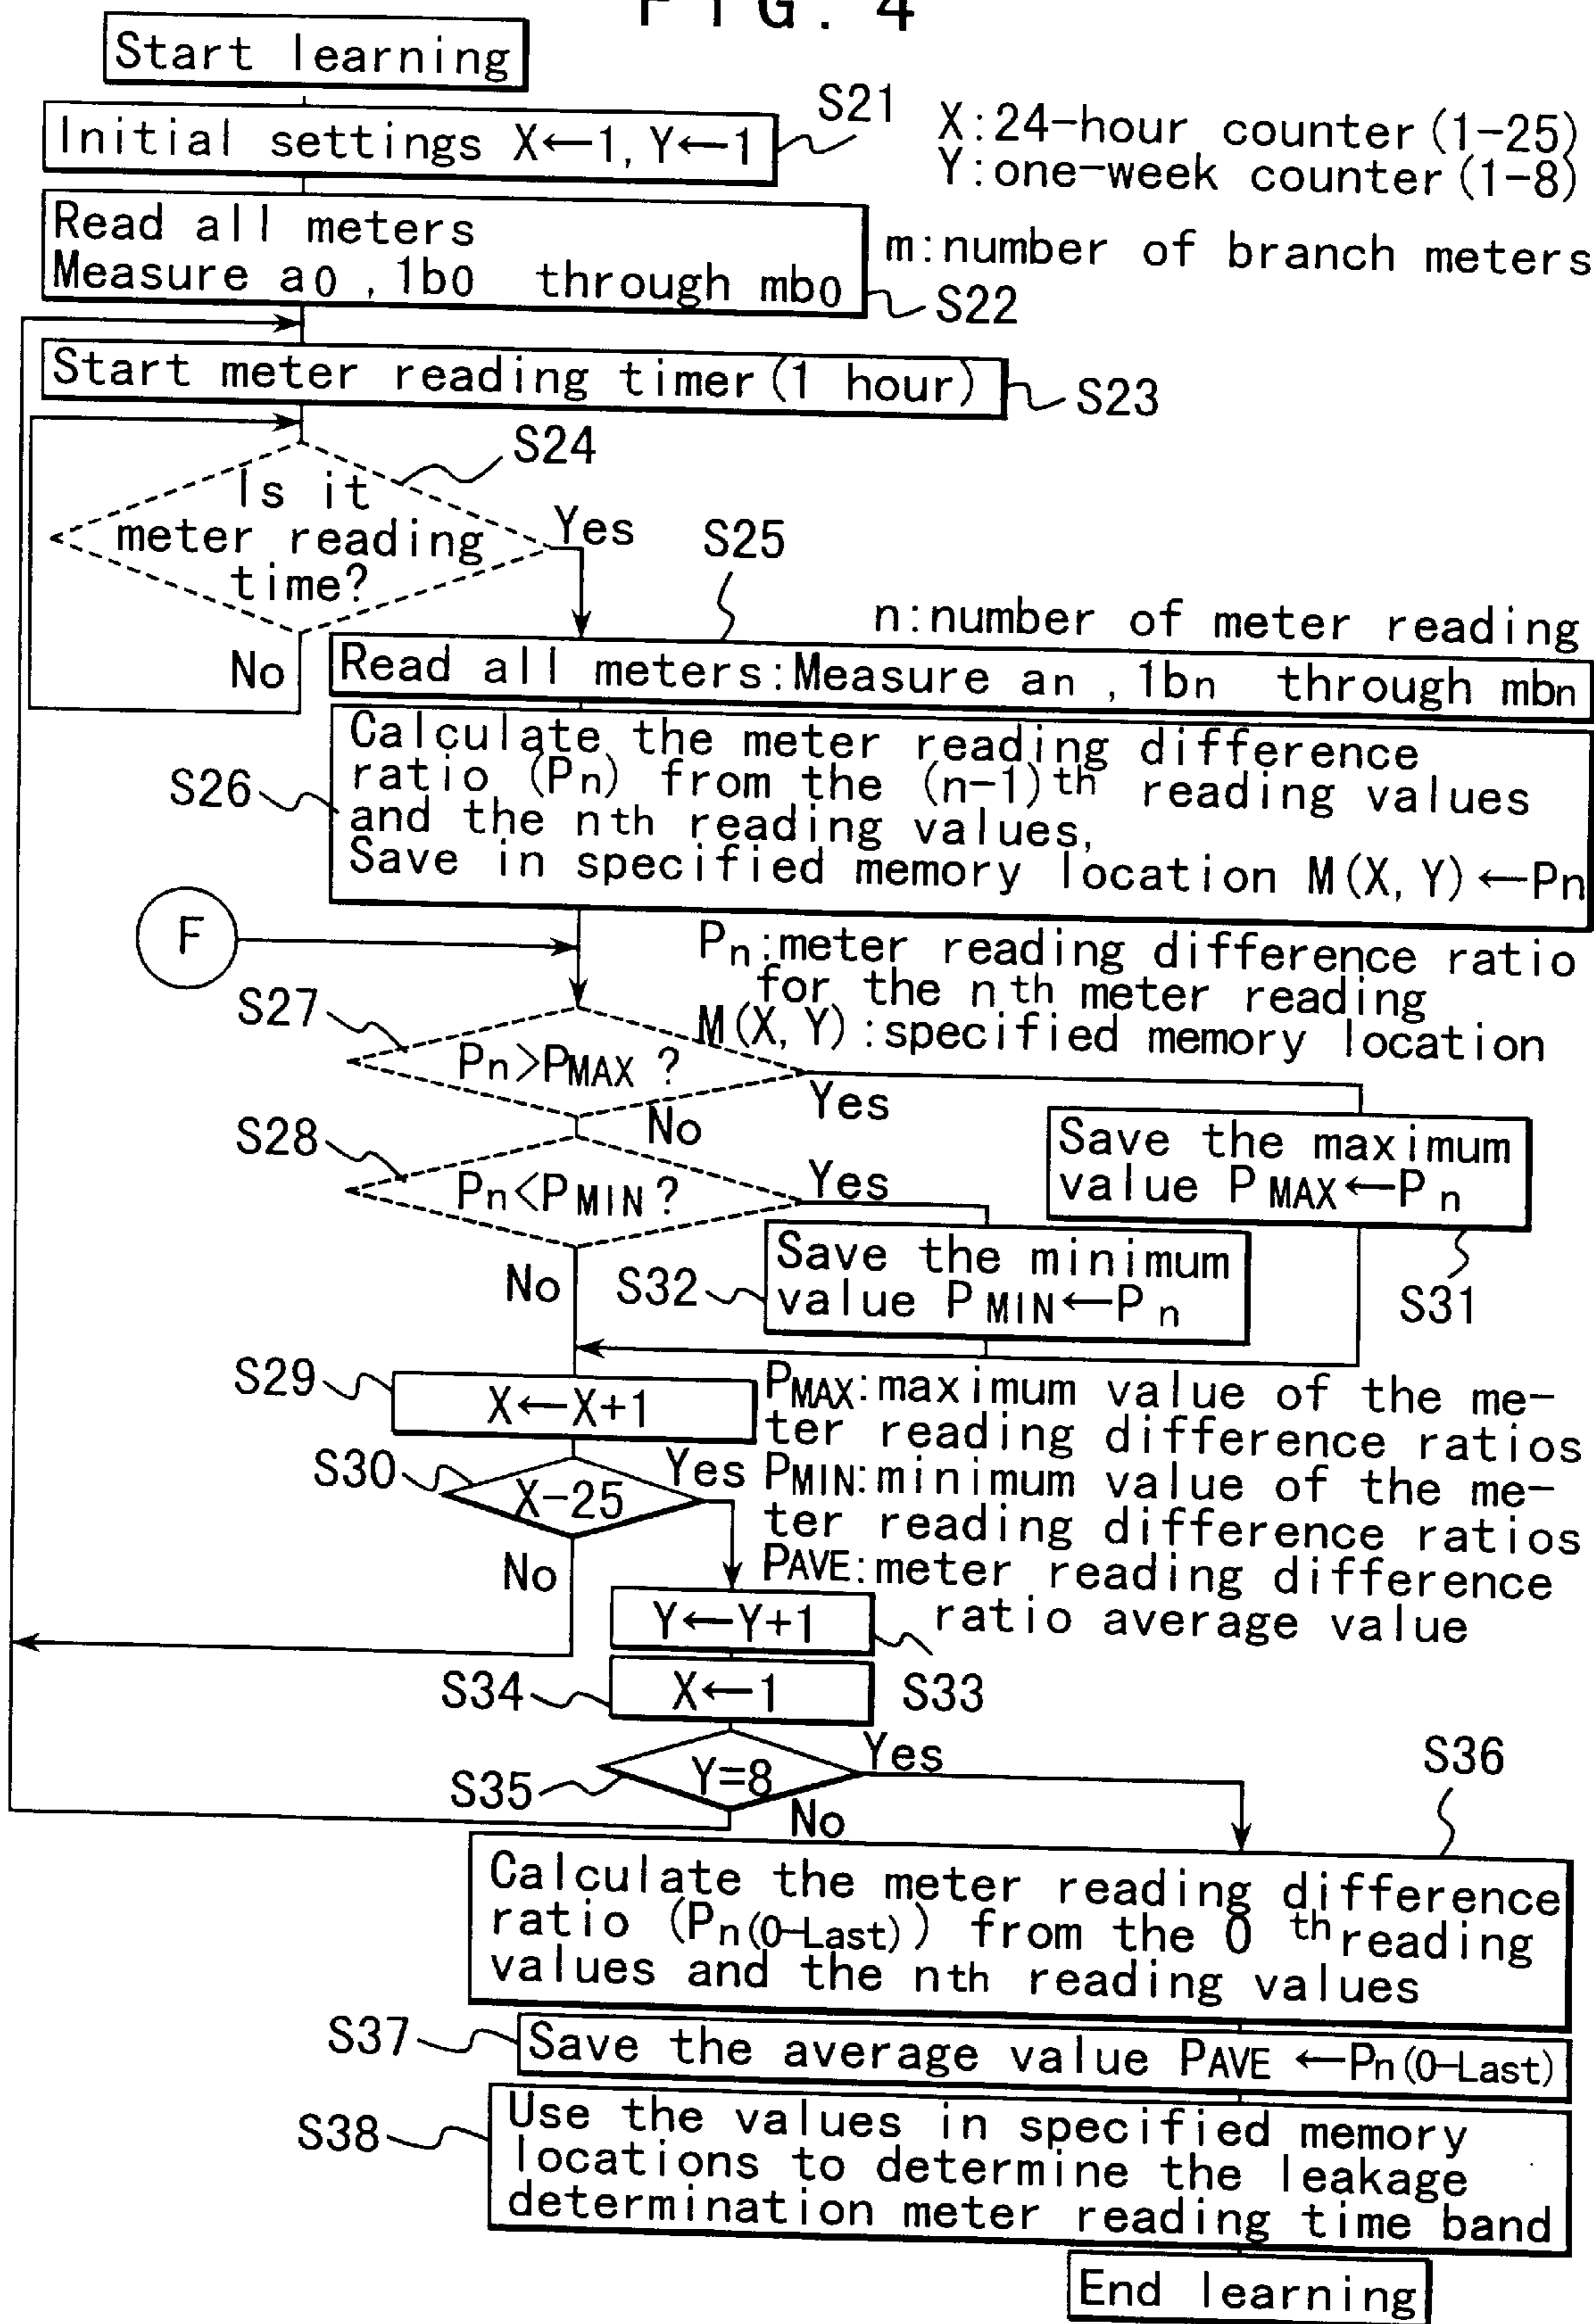 FIG. 4
Start learning
Initial settings X←1, Y←1
S21
X:24-hour counter(1-25)
Y:one-week counter(1-8)
Read all meters
Measure a0 , 1b0 through mb0
S22
m:number of branch meters
Start meter reading timer(1 hour)
S23
S24
Is it
meter reading
time?
Yes
No
S25
n:number of meter reading
Read all meters:Measure an , 1bn through mbn
S26
Calculate the meter reading difference
ratio (Pn) from the (n-1)th reading values
and the nth reading values,
Save in specified memory location M(X, Y)←Pn
F
Pn:meter reading difference ratio
for the nth meter reading
M(X, Y):specified memory location
S27
Pn>PMAX ?
Yes
No
S28
Pn<PMIN ?
Yes
No
Save the maximum
value PMAX←Pn
S31
S32
Save the minimum
value PMIN←Pn
S29
X←X+1
PMAX:maximum value of the me-
ter reading difference ratios
PMIN:minimum value of the me-
ter reading difference ratios
PAVE:meter reading difference
ratio average value
S30
X-25
Yes
No
Y←Y+1
S33
S34
X←1
S35
Y=8
Yes
No
S36
Calculate the meter reading difference
ratio (Pn(0-Last)) from the 0 th reading
values and the nth reading values
S37
Save the average value PAVE ←Pn(0-Last)
S38
Use the values in specified memory
locations to determine the leakage
determination meter reading time band
End learning